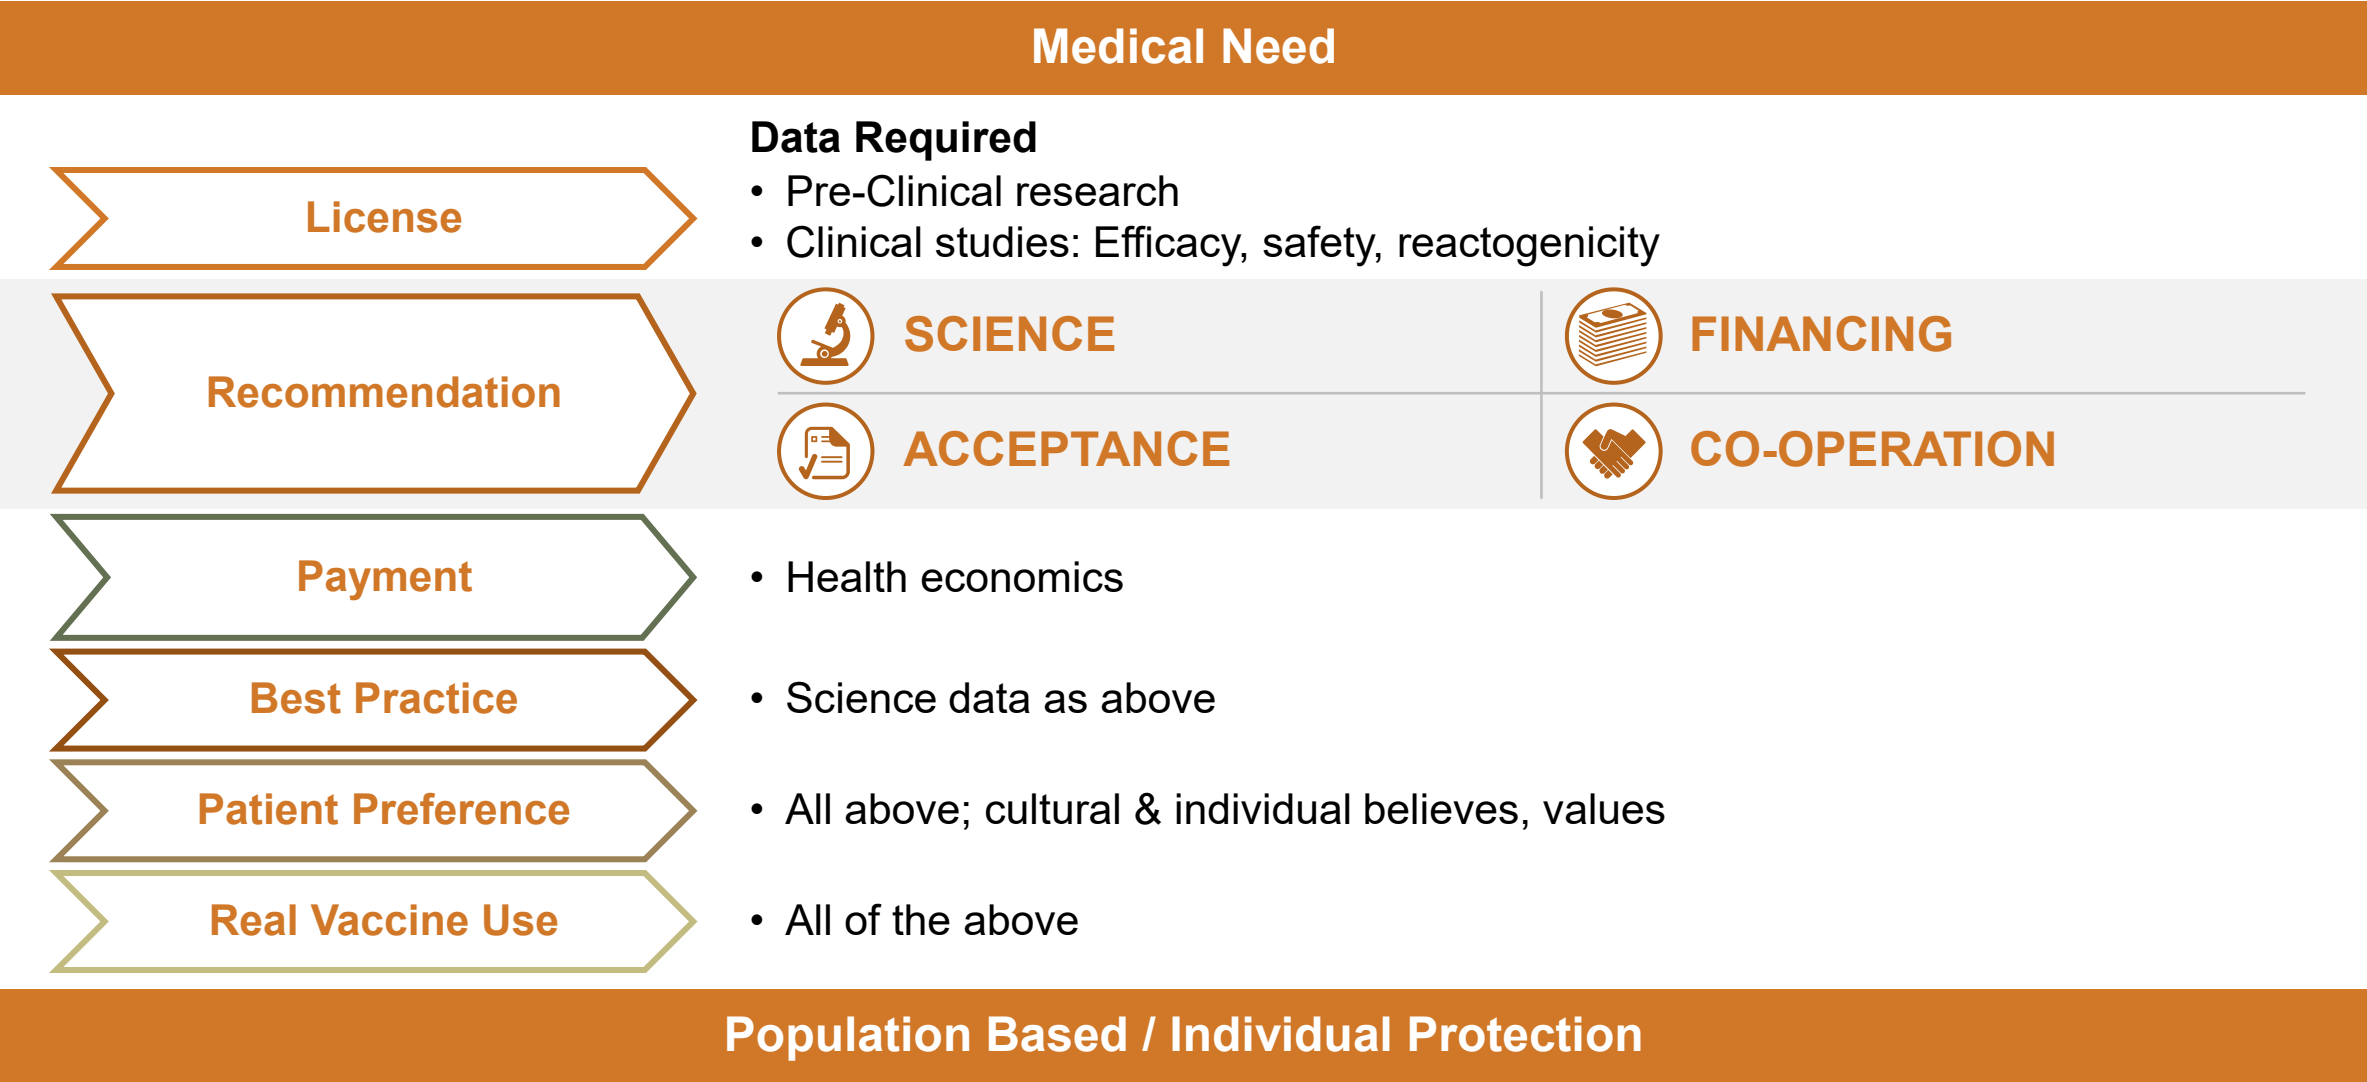 Medical Need
Data Required
License
• Pre-Clinical research
• Clinical studies: Efficacy, safety, reactogenicity
Recommendation
SCIENCE
FINANCING
ACCEPTANCE
CO-OPERATION
Payment
• Health economics
Best Practice
• Science data as above
Patient Preference
• All above; cultural & individual believes, values
Real Vaccine Use
• All of the above
Population Based / Individual Protection